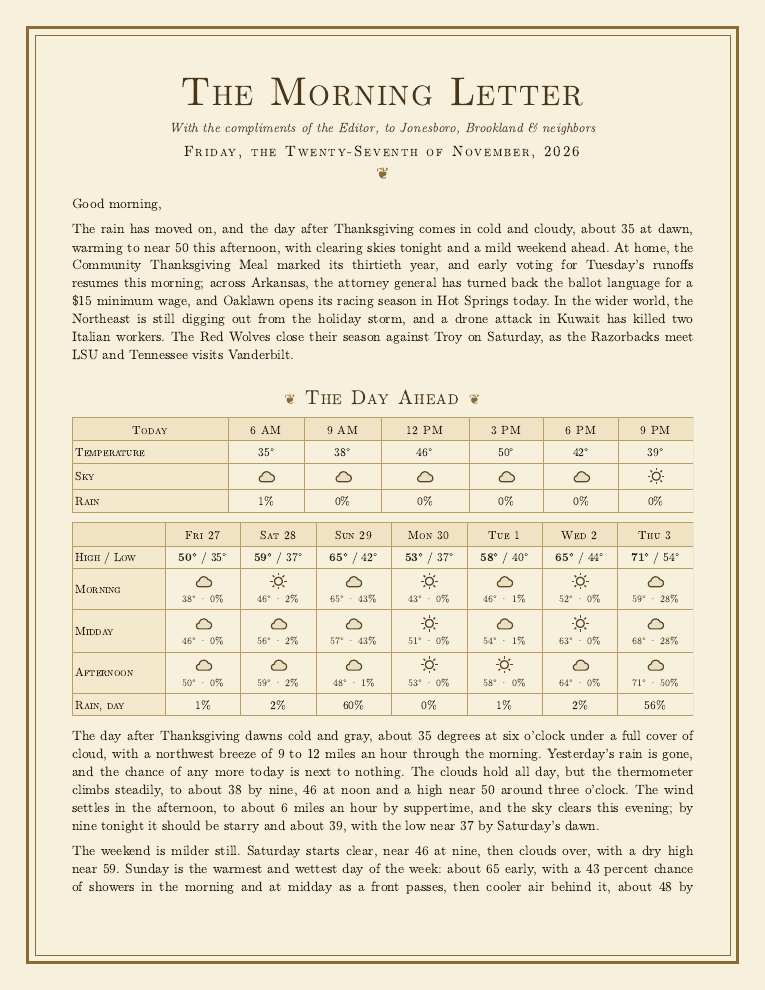 The Morning Letter
With the compliments of the Editor, to Jonesboro, Brookland & neighbors
Friday, the Twenty-Seventh of November, 2026
Good morning,
The rain has moved on, and the day after Thanksgiving comes in cold and cloudy, about 35 at dawn,
warming to near 50 this afternoon, with clearing skies tonight and a mild weekend ahead. At home, the
Community Thanksgiving Meal marked its thirtieth year, and early voting for Tuesday's runoffs
resumes this morning; across Arkansas, the attorney general has turned back the ballot language for a
$15 minimum wage, and Oaklawn opens its racing season in Hot Springs today. In the wider world, the
Northeast is still digging out from the holiday storm, and a drone attack in Kuwait has killed two
Italian workers. The Red Wolves close their season against Troy on Saturday, as the Razorbacks meet
LSU and Tennessee visits Vanderbilt.
The Day Ahead
Today 6 AM 9 AM 12 PM 3 PM 6 PM 9 PM
Temperature 35° 38° 46° 50° 42° 39°
Sky
Rain 1% 0% 0% 0% 0% 0%
Fri 27 Sat 28 Sun 29 Mon 30 Tue 1 Wed 2 Thu 3
High / Low 50° / 35° 59° / 37° 65° / 42° 53° / 37° 58° / 40° 65° / 44° 71° / 54°
Morning 38° · 0% 46° · 2% 65° · 43% 43° · 0% 46° · 1% 52° · 0% 59° · 28%
Midday 46° · 0% 56° · 2% 57° · 43% 51° · 0% 54° · 1% 63° · 0% 68° · 28%
Afternoon 50° · 0% 59° · 2% 48° · 1% 53° · 0% 58° · 0% 64° · 0% 71° · 50%
Rain, day 1% 2% 60% 0% 1% 2% 56%
The day after Thanksgiving dawns cold and gray, about 35 degrees at six o'clock under a full cover of
cloud, with a northwest breeze of 9 to 12 miles an hour through the morning. Yesterday's rain is gone,
and the chance of any more today is next to nothing. The clouds hold all day, but the thermometer
climbs steadily, to about 38 by nine, 46 at noon and a high near 50 around three o'clock. The wind
settles in the afternoon, to about 6 miles an hour by suppertime, and the sky clears this evening; by
nine tonight it should be starry and about 39, with the low near 37 by Saturday's dawn.
The weekend is milder still. Saturday starts clear, near 46 at nine, then clouds over, with a dry high
near 59. Sunday is the warmest and wettest day of the week: about 65 early, with a 43 percent chance
of showers in the morning and at midday as a front passes, then cooler air behind it, about 48 by